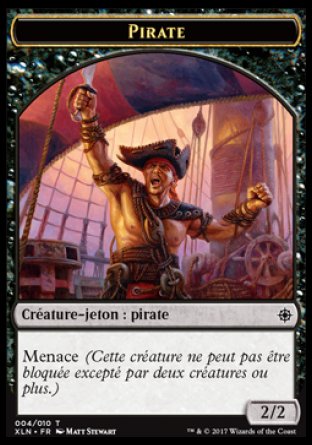 Pirate
Créature-jeton : pirate
Menace (Cette créature ne peut pas être
bloquée excepté par deux créatures ou
plus.)
2/2
004/010 T
XLN • FR Matt Stewart
™ & © 2017 Wizards of the Coast